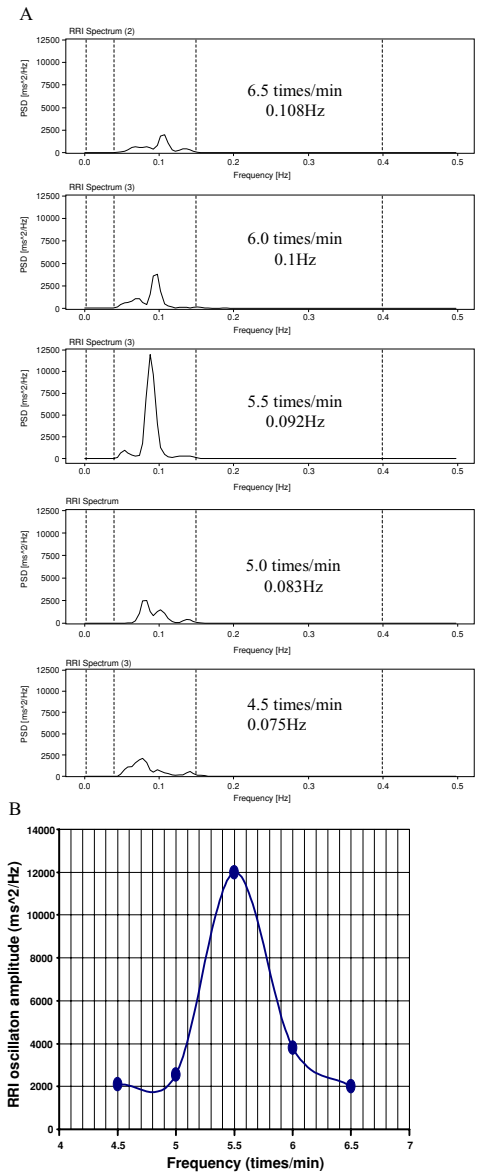 A
RRI Spectrum (2)
PSD [ms^2/Hz]
12500
10000
7500
5000
2500
0
6.5 times/min
0.108Hz
0.0 0.1 0.2 0.3 0.4 0.5
Frequency [Hz]
RRI Spectrum (3)
PSD [ms^2/Hz]
12500
10000
7500
5000
2500
0
6.0 times/min
0.1Hz
0.0 0.1 0.2 0.3 0.4 0.5
Frequency [Hz]
RRI Spectrum (3)
PSD [ms^2/Hz]
12500
10000
7500
5000
2500
0
5.5 times/min
0.092Hz
0.0 0.1 0.2 0.3 0.4 0.5
Frequency [Hz]
RRI Spectrum
PSD [ms^2/Hz]
12500
10000
7500
5000
2500
0
5.0 times/min
0.083Hz
0.0 0.1 0.2 0.3 0.4 0.5
Frequency [Hz]
RRI Spectrum (3)
PSD [ms^2/Hz]
12500
10000
7500
5000
2500
0
4.5 times/min
0.075Hz
0.0 0.1 0.2 0.3 0.4 0.5
Frequency [Hz]
B
RRI oscillaton amplitude (ms^2/Hz)
14000
12000
10000
8000
6000
4000
2000
0
4 4.5 5 5.5 6 6.5 7
Frequency (times/min)